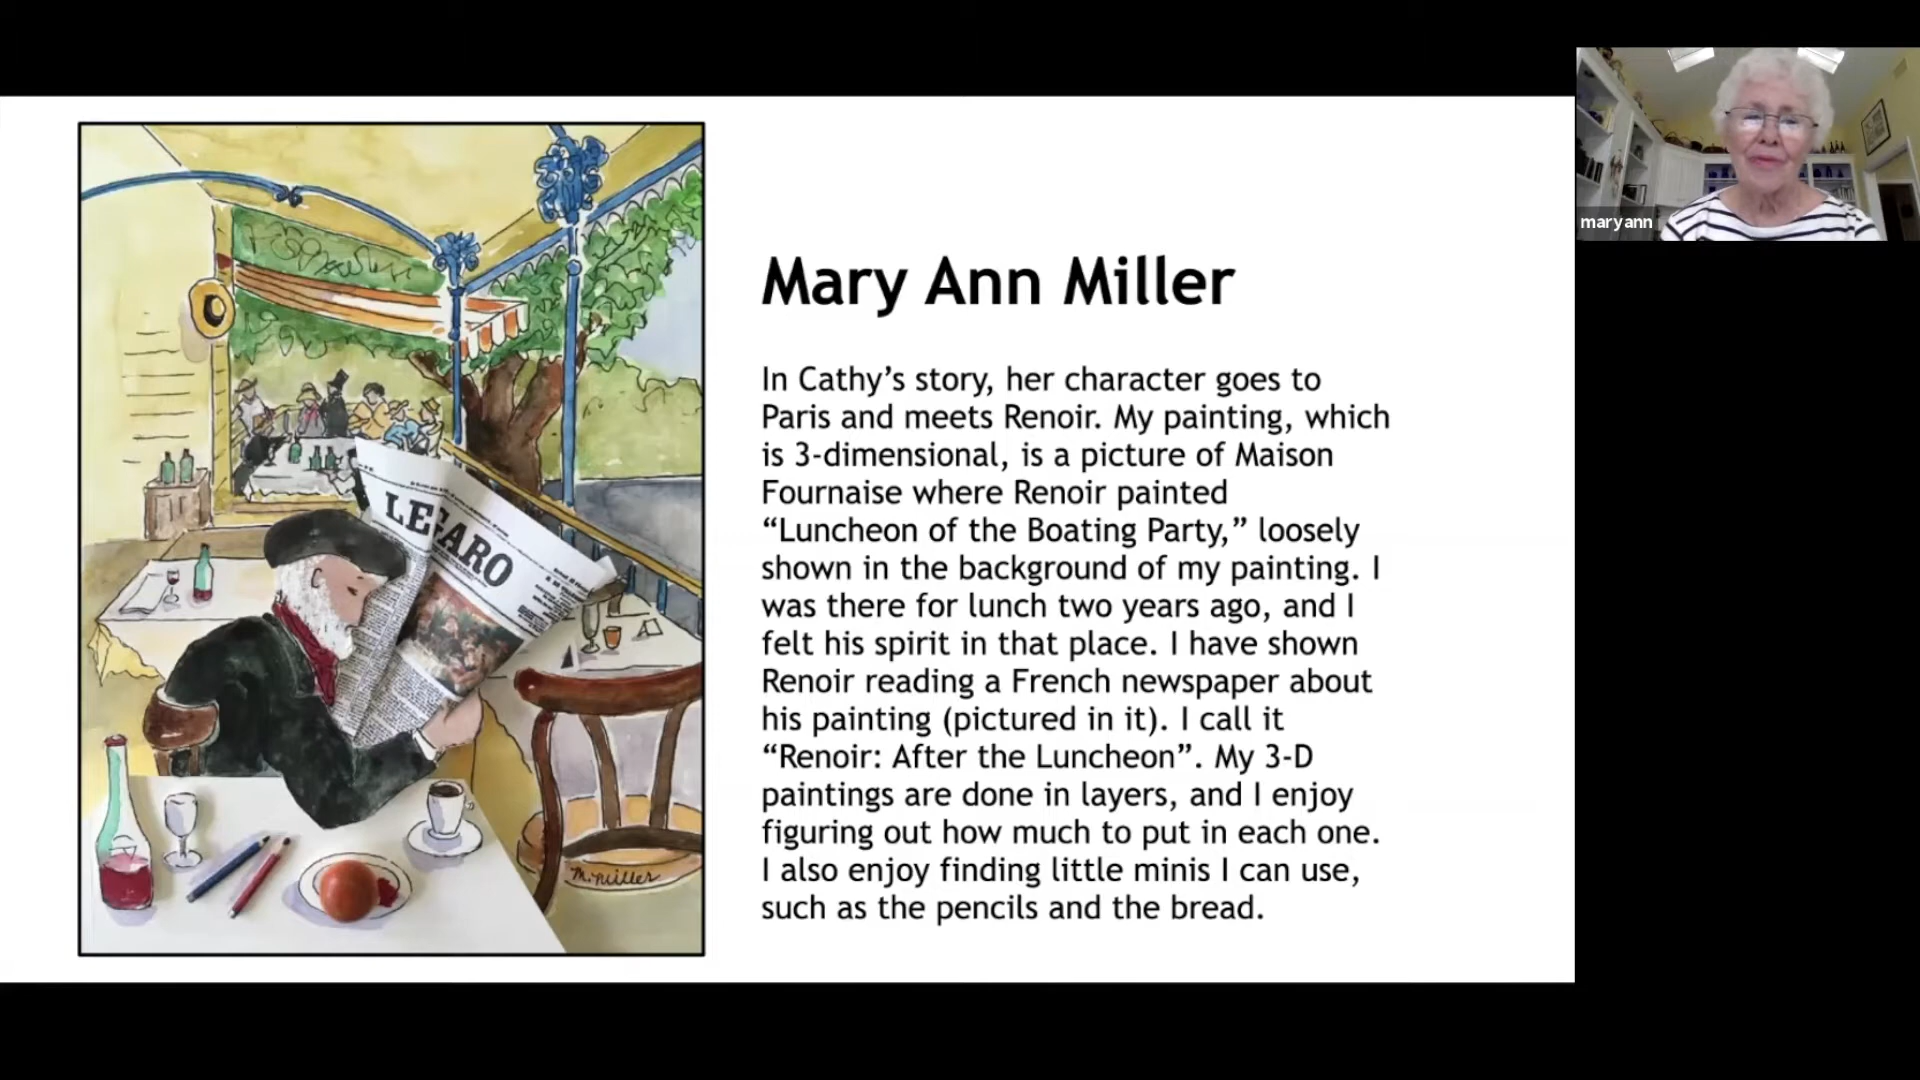 maryann
Mary Ann Miller
In Cathy’s story, her character goes to
Paris and meets Renoir. My painting, which
is 3-dimensional, is a picture of Maison
Fournaise where Renoir painted
“Luncheon of the Boating Party,” loosely
shown in the background of my painting. I
was there for lunch two years ago, and I
felt his spirit in that place. I have shown
Renoir reading a French newspaper about
his painting (pictured in it). I call it
“Renoir: After the Luncheon”. My 3-D
paintings are done in layers, and I enjoy
figuring out how much to put in each one.
I also enjoy finding little minis I can use,
such as the pencils and the bread.
LE
ARO
M. Miller